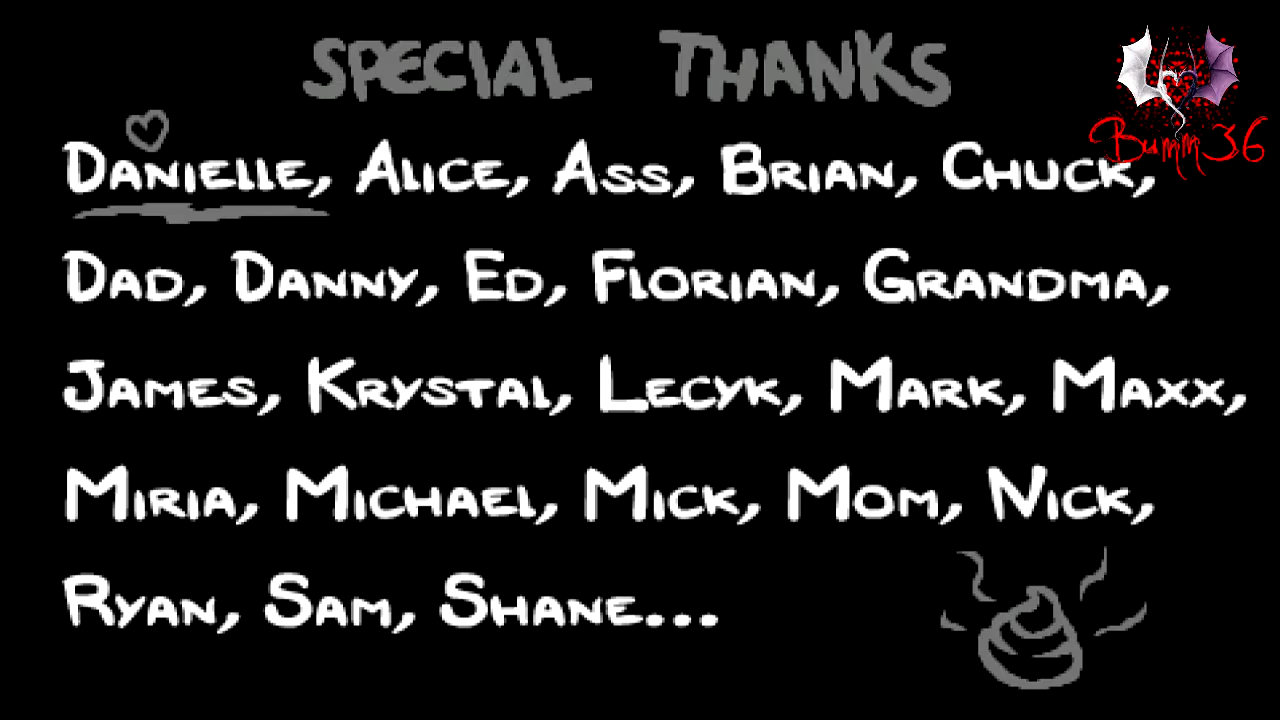 SPECIAL THANKS
Danielle, Alice, Ass, Brian, Chuck,
Dad, Danny, Ed, Florian, Grandma,
James, Krystal, Lecyk, Mark, Maxx,
Miria, Michael, Mick, Mom, Nick,
Ryan, Sam, Shane...
Bumm36